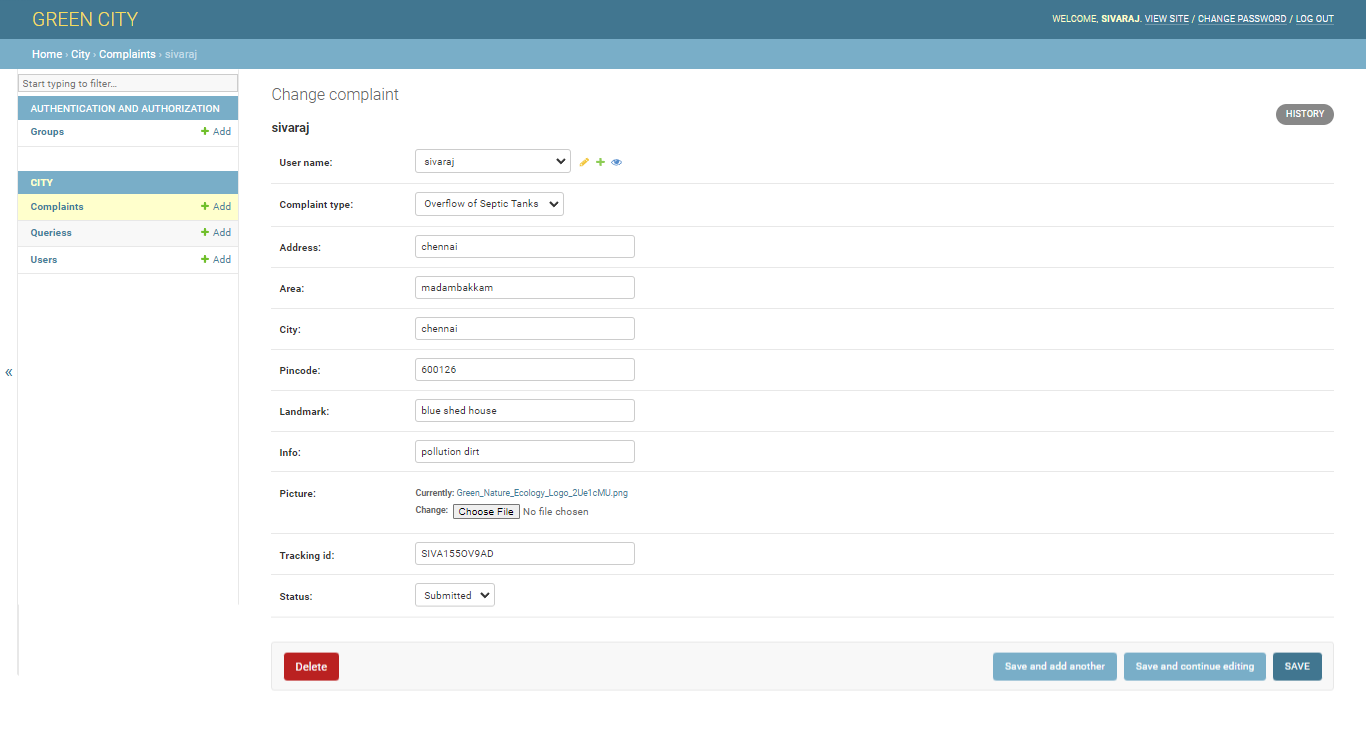 GREEN CITY
WELCOME, SIVARAJ. VIEW SITE / CHANGE PASSWORD / LOG OUT
Home › City › Complaints › sivaraj
Start typing to filter...
AUTHENTICATION AND AUTHORIZATION
Groups + Add
CITY
Complaints + Add
Queriess + Add
Users + Add
«
Change complaint
HISTORY
sivaraj
User name: sivaraj
Complaint type: Overflow of Septic Tanks
Address: chennai
Area: madambakkam
City: chennai
Pincode: 600126
Landmark: blue shed house
Info: pollution dirt
Picture: Currently: Green_Nature_Ecology_Logo_2Ue1cMU.png
Change: Choose File No file chosen
Tracking id: SIVA155OV9AD
Status: Submitted
Delete Save and add another Save and continue editing SAVE